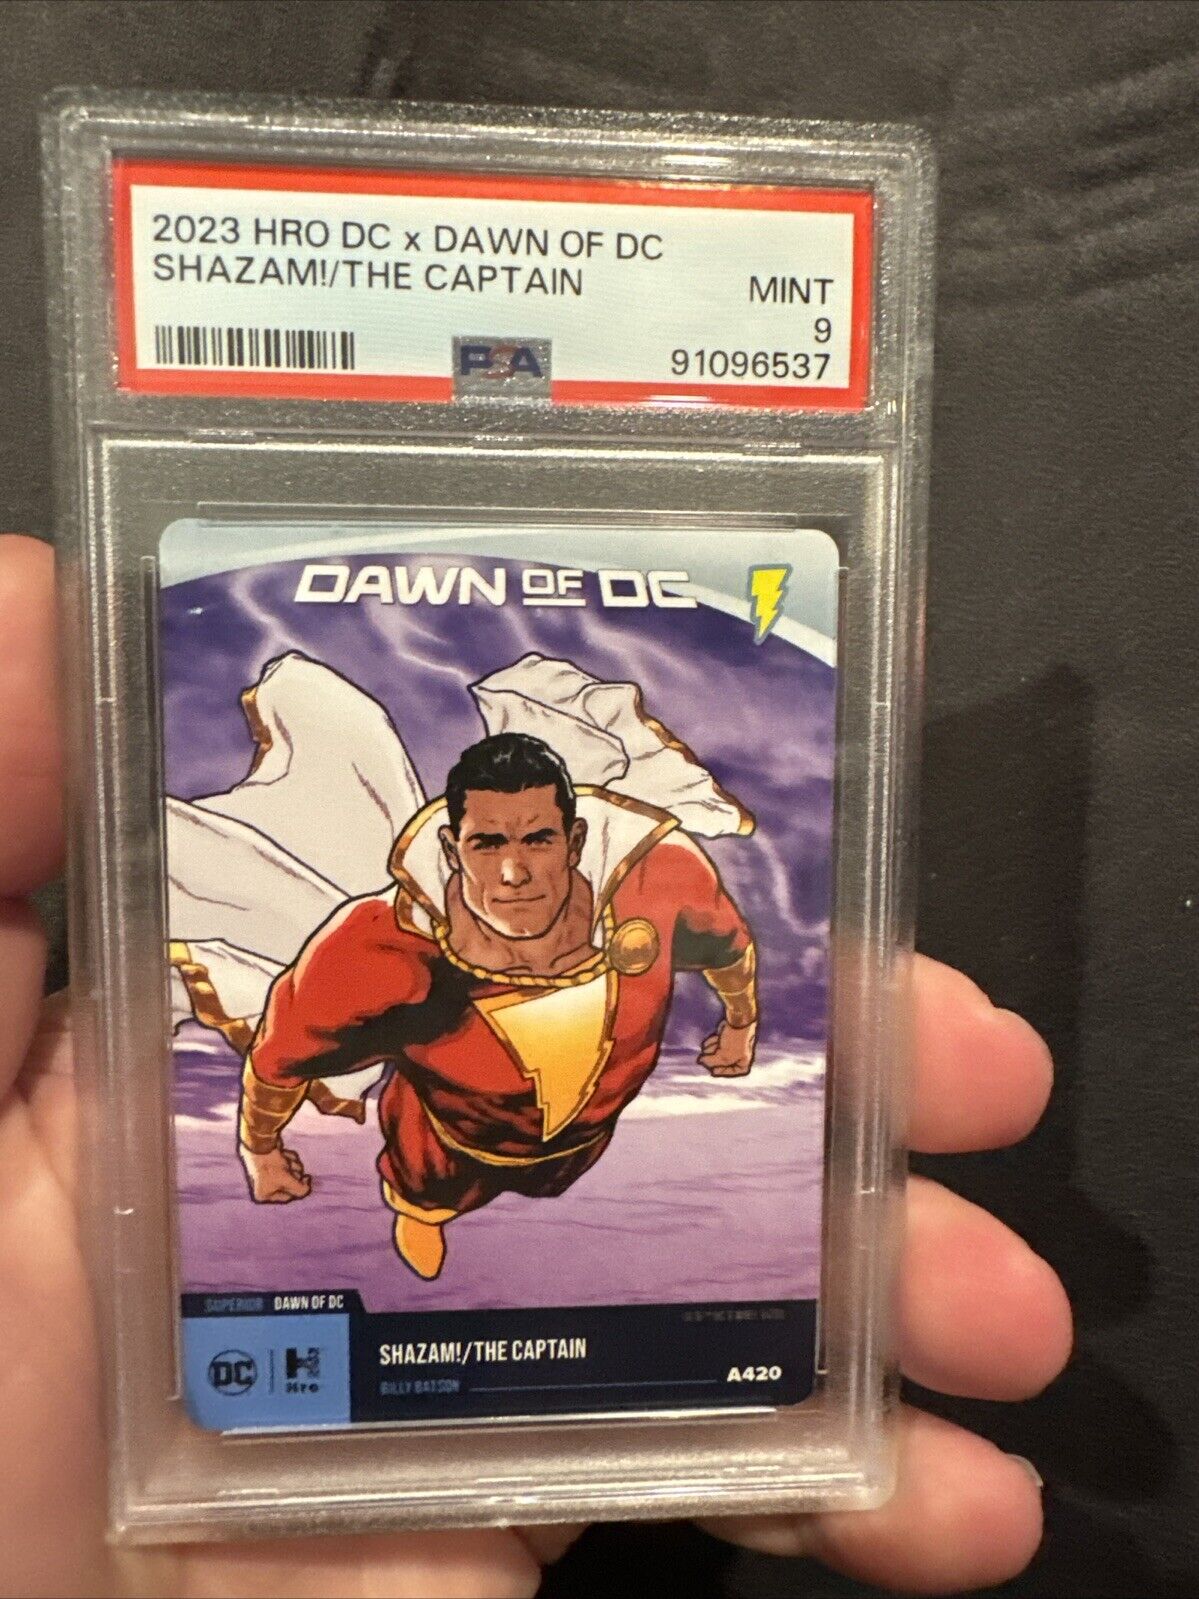 2023 HRO DC x DAWN OF DC
SHAZAM!/THE CAPTAIN
MINT
9
PSA
91096537
DAWN OF DC
SUPERIOR DAWN OF DC
DC
H
Hro
SHAZAM!/THE CAPTAIN
BILLY BATSON
A420